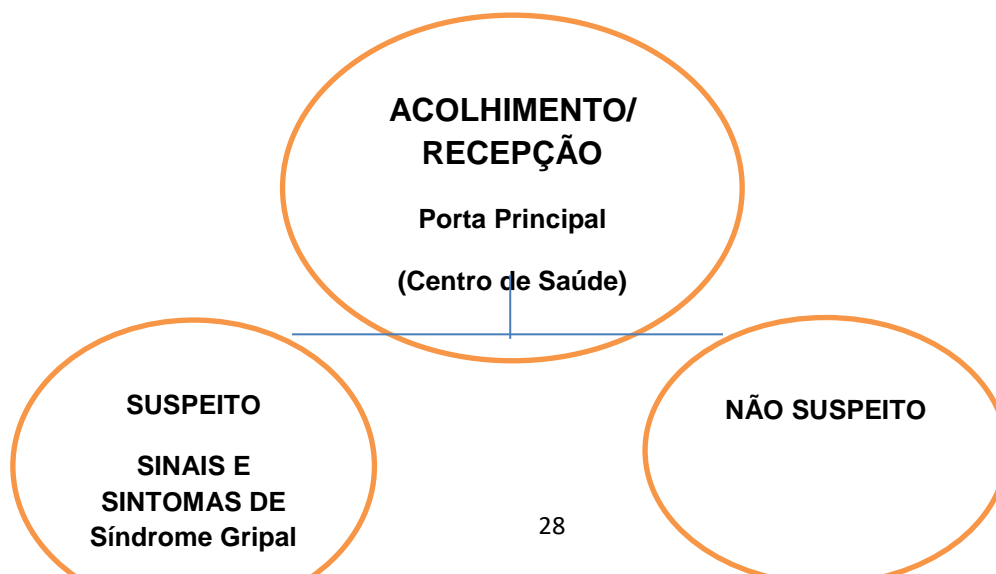 ACOLHIMENTO/
RECEPÇÃO
Porta Principal
(Centro de Saúde)
SUSPEITO
SINAIS E
SINTOMAS DE
Síndrome Gripal
NÃO SUSPEITO
28